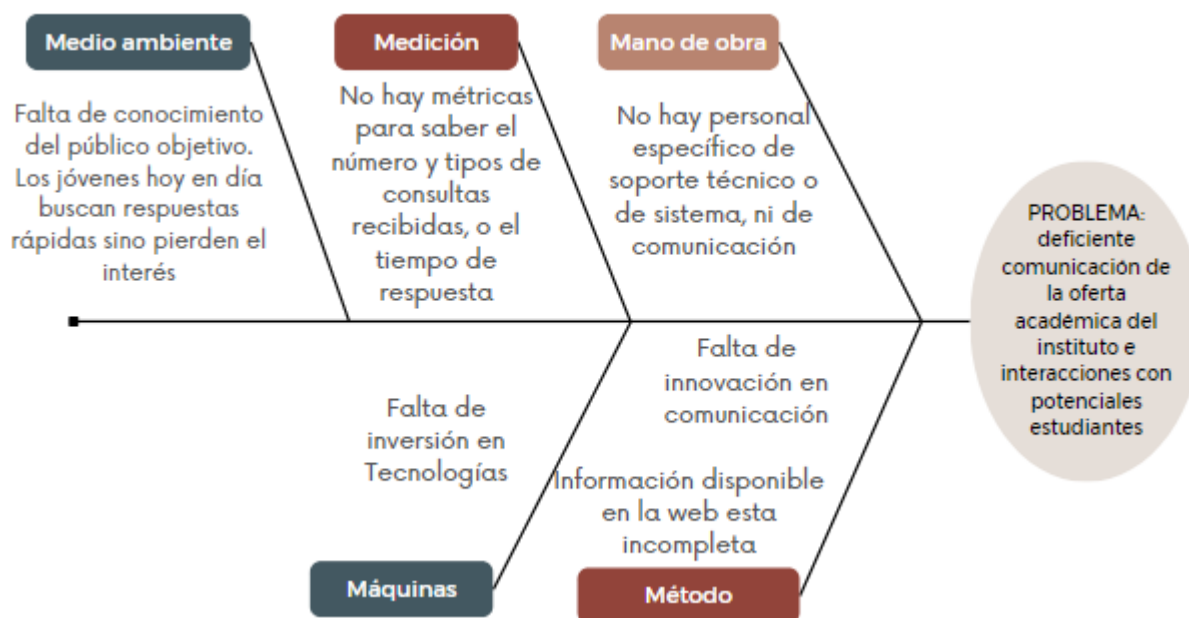 Medio ambiente
Falta de conocimiento
del público objetivo.
Los jóvenes hoy en día
buscan respuestas
rápidas sino pierden el
interés
Medición
No hay métricas
para saber el
número y tipos de
consultas
recibidas, o el
tiempo de
respuesta
Mano de obra
No hay personal
específico de
soporte técnico o
de sistema, ni de
comunicación
PROBLEMA:
deficiente
comunicación de
la oferta
académica del
instituto e
interacciones con
potenciales
estudiantes
Falta de
inversión en
Tecnologías
Máquinas
Falta de
innovación en
comunicación
Información disponible
en la web esta
incompleta
Método